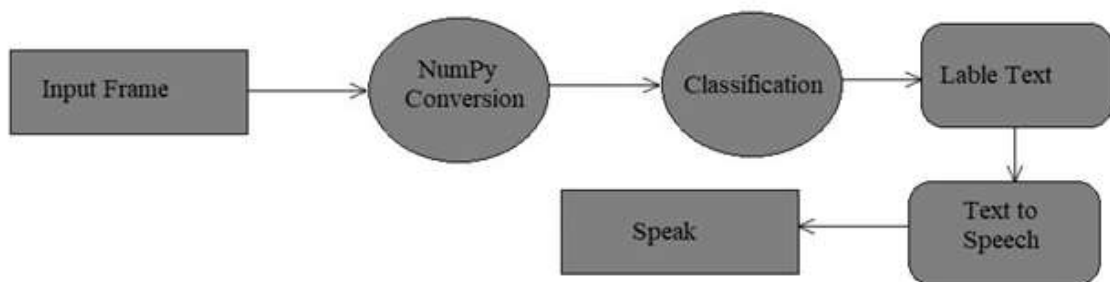 Input Frame
NumPy
Conversion
Classification
Lable Text
Text to
Speech
Speak